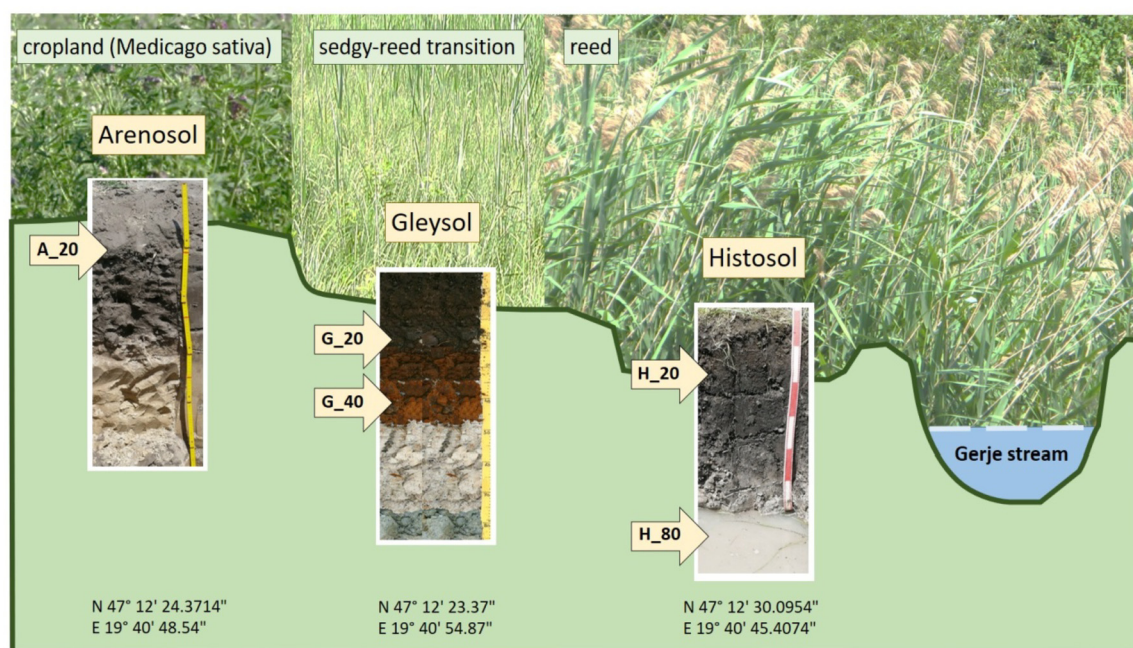 cropland (Medicago sativa)
sedgy-reed transition
reed
Arenosol
Gleysol
Histosol
A_20
G_20
G_40
H_20
H_80
Gerje stream
N 47° 12' 24.3714"
E 19° 40' 48.54"
N 47° 12' 23.37"
E 19° 40' 54.87"
N 47° 12' 30.0954"
E 19° 40' 45.4074"